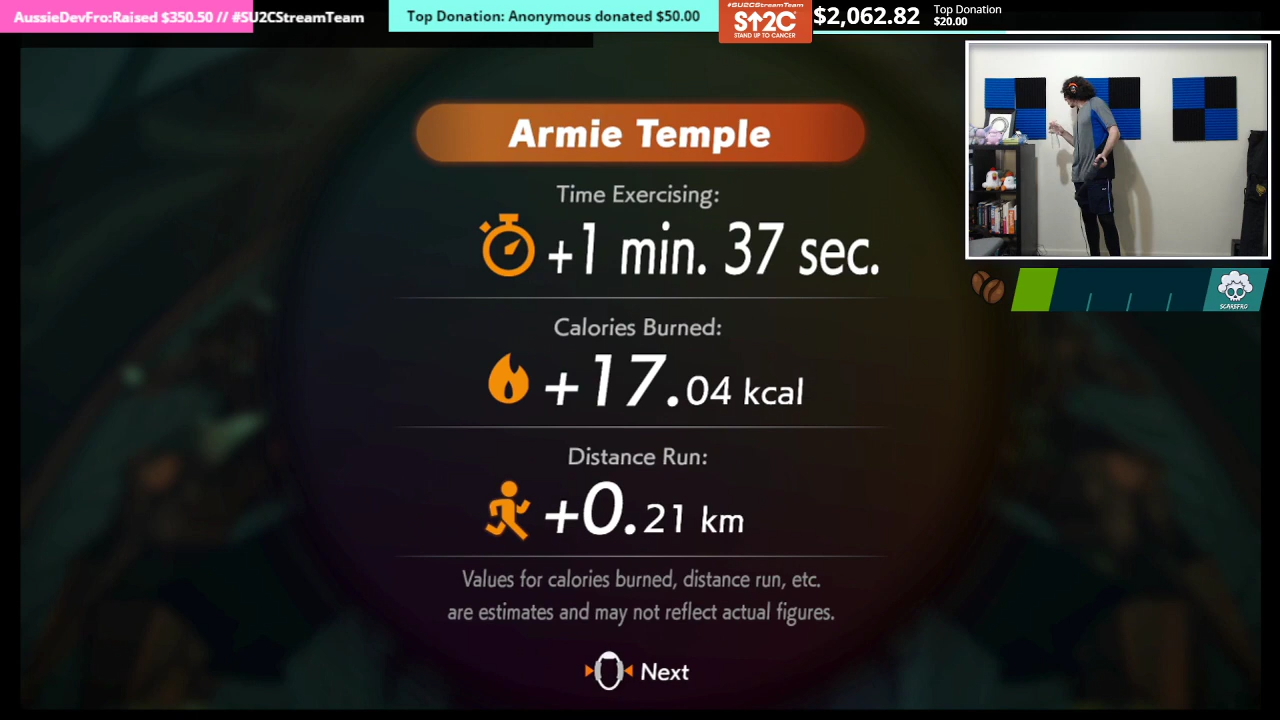 AussieDevFro:Raised $350.50 // #SU2CStreamTeam
Top Donation: Anonymous donated $50.00
#SU2CStreamTeam
S↑2C
STAND UP TO CANCER
$2,062.82
Top Donation
$20.00
Armie Temple
Time Exercising:
+1 min. 37 sec.
Calories Burned:
+17.04 kcal
Distance Run:
+0.21 km
Values for calories burned, distance run, etc.
are estimates and may not reflect actual figures.
Next
SCARSFRO